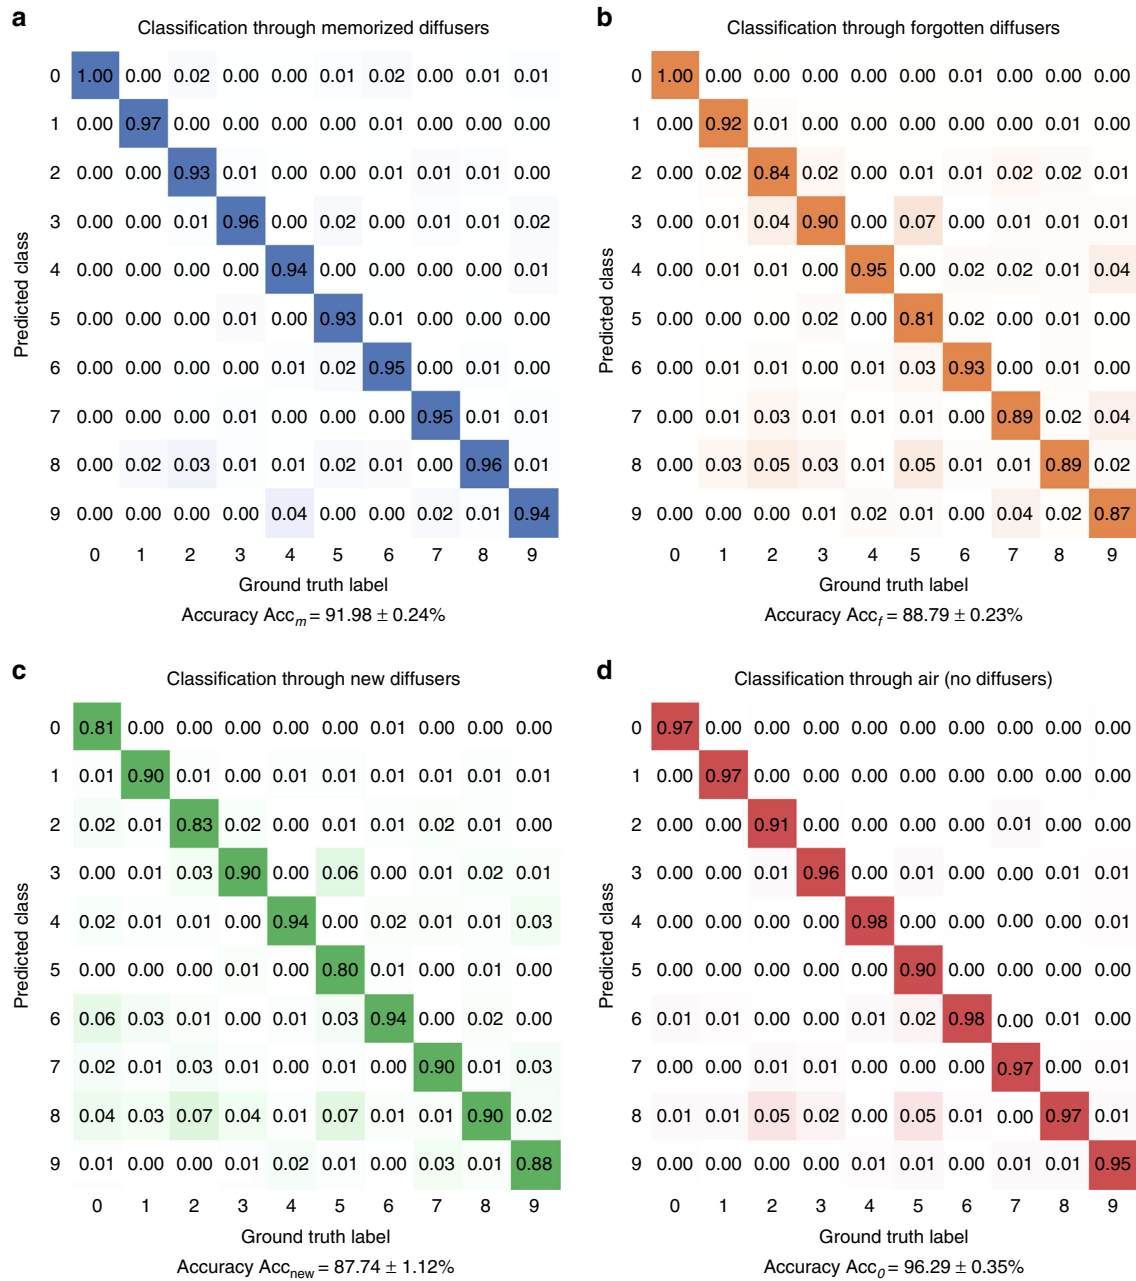 a
Classification through memorized diffusers
Predicted class
0 1.00 0.00 0.02 0.00 0.00 0.01 0.02 0.00 0.01 0.01
1 0.00 0.97 0.00 0.00 0.00 0.00 0.01 0.00 0.00 0.00
2 0.00 0.00 0.93 0.01 0.00 0.00 0.01 0.01 0.01 0.00
3 0.00 0.00 0.01 0.96 0.00 0.02 0.00 0.01 0.01 0.02
4 0.00 0.00 0.00 0.00 0.94 0.00 0.00 0.00 0.00 0.01
5 0.00 0.00 0.00 0.01 0.00 0.93 0.01 0.00 0.00 0.00
6 0.00 0.00 0.00 0.00 0.01 0.02 0.95 0.00 0.01 0.00
7 0.00 0.00 0.00 0.01 0.00 0.00 0.00 0.95 0.01 0.01
8 0.00 0.02 0.03 0.01 0.01 0.02 0.01 0.00 0.96 0.01
9 0.00 0.00 0.00 0.00 0.04 0.00 0.00 0.02 0.01 0.94
0 1 2 3 4 5 6 7 8 9
Ground truth label
Accuracy Acc_m = 91.98 ± 0.24%
b
Classification through forgotten diffusers
Predicted class
0 1.00 0.00 0.01 0.00 0.00 0.00 0.01 0.00 0.00 0.00
1 0.00 0.92 0.01 0.00 0.00 0.00 0.01 0.00 0.01 0.00
2 0.00 0.02 0.84 0.02 0.00 0.01 0.01 0.02 0.02 0.01
3 0.00 0.01 0.04 0.90 0.00 0.07 0.00 0.01 0.01 0.01
4 0.00 0.01 0.01 0.00 0.95 0.00 0.02 0.02 0.01 0.04
5 0.00 0.00 0.00 0.02 0.00 0.81 0.02 0.00 0.01 0.00
6 0.00 0.01 0.01 0.00 0.01 0.03 0.93 0.00 0.01 0.00
7 0.00 0.01 0.03 0.01 0.01 0.01 0.00 0.89 0.02 0.04
8 0.00 0.03 0.05 0.03 0.01 0.05 0.01 0.01 0.89 0.02
9 0.00 0.00 0.00 0.01 0.02 0.01 0.00 0.04 0.02 0.87
0 1 2 3 4 5 6 7 8 9
Ground truth label
Accuracy Acc_f = 88.79 ± 0.23%
c
Classification through new diffusers
Predicted class
0 0.81 0.00 0.00 0.00 0.00 0.00 0.01 0.00 0.00 0.00
1 0.01 0.90 0.01 0.00 0.01 0.01 0.01 0.01 0.01 0.01
2 0.02 0.01 0.83 0.02 0.00 0.01 0.01 0.02 0.01 0.00
3 0.00 0.01 0.03 0.90 0.00 0.06 0.00 0.01 0.02 0.01
4 0.02 0.01 0.01 0.00 0.94 0.00 0.02 0.01 0.01 0.03
5 0.00 0.00 0.00 0.01 0.00 0.80 0.01 0.00 0.01 0.00
6 0.06 0.03 0.01 0.00 0.01 0.03 0.94 0.00 0.02 0.00
7 0.02 0.01 0.03 0.01 0.00 0.01 0.00 0.90 0.01 0.03
8 0.04 0.03 0.07 0.04 0.01 0.07 0.01 0.01 0.90 0.02
9 0.01 0.00 0.00 0.01 0.02 0.01 0.00 0.03 0.01 0.88
0 1 2 3 4 5 6 7 8 9
Ground truth label
Accuracy Acc_new = 87.74 ± 1.12%
d
Classification through air (no diffusers)
Predicted class
0 0.97 0.00 0.00 0.00 0.00 0.00 0.00 0.00 0.00 0.00
1 0.00 0.97 0.00 0.00 0.00 0.00 0.00 0.00 0.00 0.00
2 0.00 0.00 0.91 0.00 0.00 0.00 0.00 0.01 0.00 0.00
3 0.00 0.00 0.01 0.96 0.00 0.01 0.00 0.00 0.01 0.01
4 0.00 0.00 0.00 0.00 0.98 0.00 0.00 0.00 0.00 0.01
5 0.00 0.00 0.00 0.00 0.00 0.90 0.00 0.00 0.00 0.00
6 0.01 0.01 0.00 0.00 0.01 0.02 0.98 0.00 0.01 0.00
7 0.00 0.00 0.01 0.01 0.00 0.00 0.00 0.97 0.00 0.01
8 0.01 0.01 0.05 0.02 0.00 0.05 0.01 0.00 0.97 0.01
9 0.00 0.00 0.00 0.00 0.01 0.01 0.00 0.01 0.01 0.95
0 1 2 3 4 5 6 7 8 9
Ground truth label
Accuracy Acc_0 = 96.29 ± 0.35%